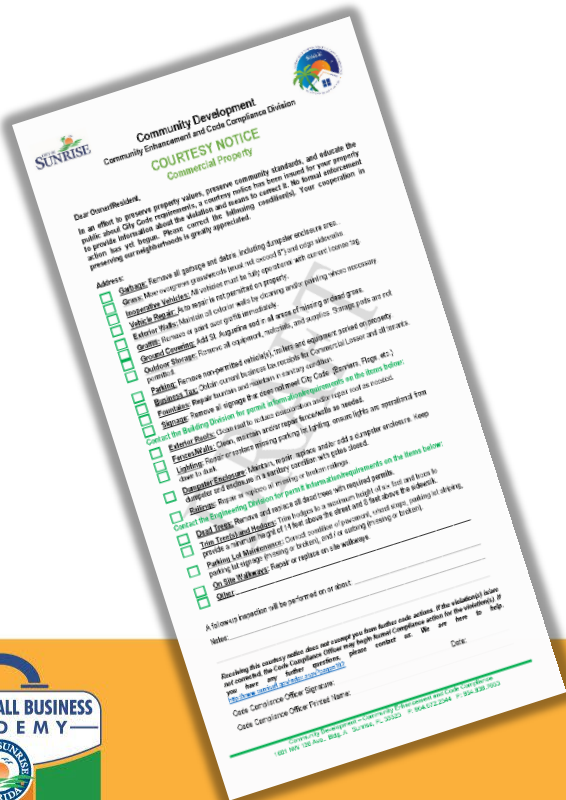 CITY OF
SUNRISE
Community Development
Community Enhancement and Code Compliance Division
COURTESY NOTICE
Commercial Property
Dear Owner/Resident,
In an effort to preserve property values, preserve community standards, and educate the
public about City Code requirements, a courtesy notice has been issued for your property
to provide information about the violation and means to correct it. No formal enforcement
action has yet begun. Please correct the following condition(s). Your cooperation in
preserving our neighborhoods is greatly appreciated.
Address:
Garbage: Remove all garbage and debris, including dumpster enclosure area.
Grass: Mow overgrown grass/weeds (must not exceed 8") and edge sidewalks.
Inoperative Vehicles: All vehicles must be fully operational with current license tag.
Vehicle Repair: Auto repair is not permitted on property.
Exterior Walls: Maintain all exterior walls by cleaning and/or painting where necessary.
Graffiti: Remove or paint over graffiti immediately.
Ground Covering: Add St. Augustine sod in all areas of missing or dead grass.
Outdoor Storage: Remove all equipment, materials, and supplies. Storage pods are not
permitted.
Parking: Remove non-permitted vehicle(s), trailers and equipment parked on property.
Business Tax: Obtain current business tax receipts for Commercial Lessor and all tenants.
Fountains: Repair fountain and maintain in sanitary condition.
Signage: Remove all signage that does not meet City Code (Banners, Flags, etc.)
Contact the Building Division for permit information/requirements on the items below:
Exterior Roofs: Clean roof to reduce discoloration and/or repair roof as needed.
Fences/Walls: Clean, maintain and/or repair fence/walls as needed.
Lighting: Repair or restore missing parking lot lighting, ensure lights are operational from
dawn to dusk.
Dumpster Enclosure: Maintain, repair, replace and/or add a dumpster enclosure. Keep
dumpster and enclosure in a sanitary condition with gates closed.
Railings: Repair or replace all missing or broken railings
Contact the Engineering Division for permit information/requirements on the items below:
Dead Trees: Remove and replace all dead trees with required permits.
Trim Tree(s) and Hedges: Trim hedges to a maximum height of six feet and trees to
provide a minimum height of 14 feet above the street and 8 feet above the sidewalk.
Parking Lot Maintenance: Correct condition of pavement, wheel stops, parking lot striping,
parking lot signage (missing or broken), and / or curbing (missing or broken).
On Site Walkways: Repair or replace on site walkways.
Other
A follow-up inspection will be performed on or about:
Notes:
Receiving this courtesy notice does not exempt you from further code actions. If the violation(s) is/are
not corrected, the Code Compliance Officer may begin formal Compliance action for the violation(s). If
you have any further questions, please contact us. We are here to help.
Code Compliance Officer Signature:
Date:
Code Compliance Officer Printed Name:
Community Development – Community Enhancement and Code Compliance
ALL BUSINESS
DEMY
SUNRISE